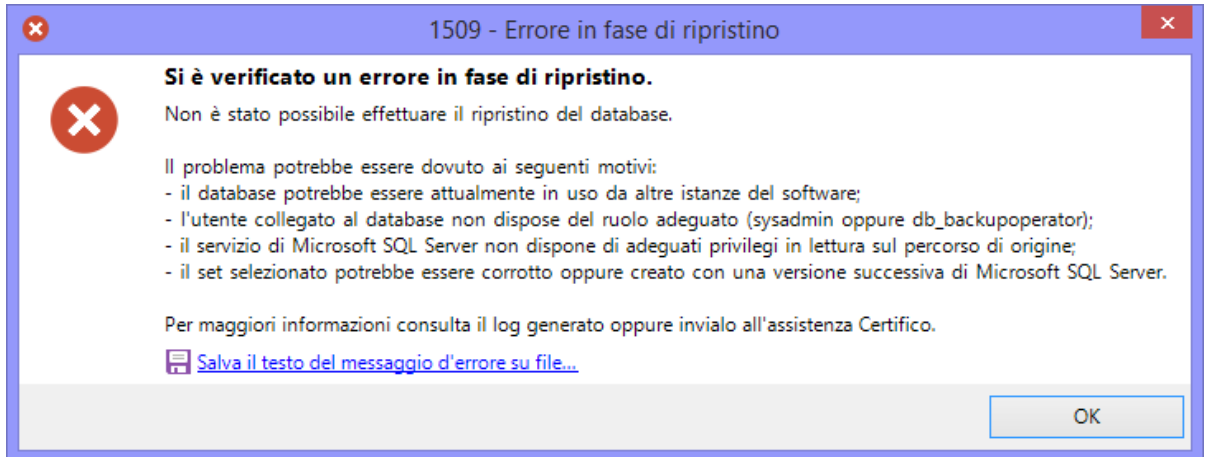 1509 - Errore in fase di ripristino
Si è verificato un errore in fase di ripristino.
Non è stato possibile effettuare il ripristino del database.
Il problema potrebbe essere dovuto ai seguenti motivi:
- il database potrebbe essere attualmente in uso da altre istanze del software;
- l'utente collegato al database non dispose del ruolo adeguato (sysadmin oppure db_backupoperator);
- il servizio di Microsoft SQL Server non dispone di adeguati privilegi in lettura sul percorso di origine;
- il set selezionato potrebbe essere corrotto oppure creato con una versione successiva di Microsoft SQL Server.
Per maggiori informazioni consulta il log generato oppure invialo all'assistenza Certifico.
Salva il testo del messaggio d'errore su file...
OK